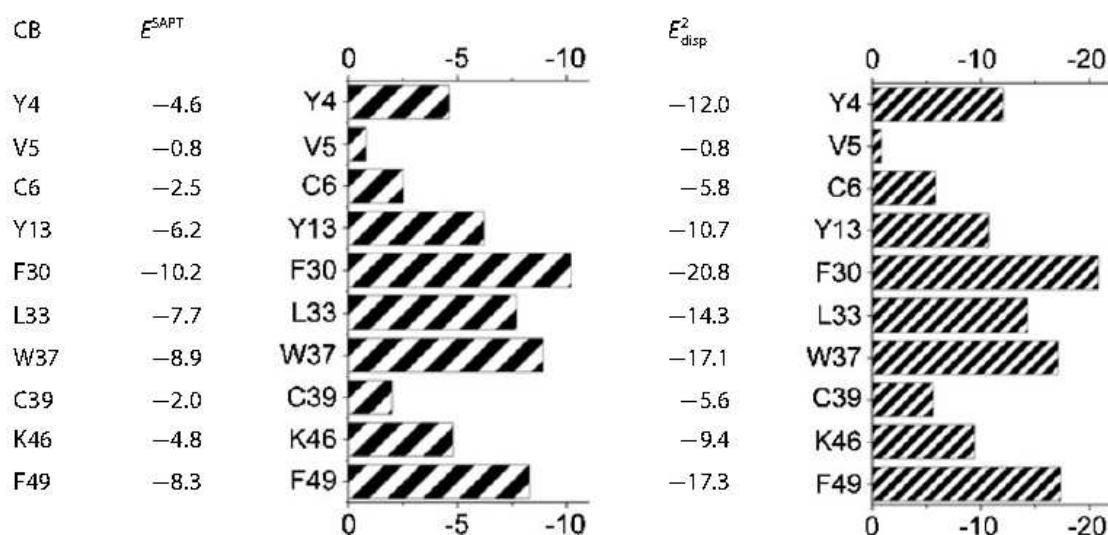 CB E^SAPT E²disp
0 -5 -10 0 -10 -20
Y4 −4.6 Y4 −12.0 Y4
V5 −0.8 V5 −0.8 V5
C6 −2.5 C6 −5.8 C6
Y13 −6.2 Y13 −10.7 Y13
F30 −10.2 F30 −20.8 F30
L33 −7.7 L33 −14.3 L33
W37 −8.9 W37 −17.1 W37
C39 −2.0 C39 −5.6 C39
K46 −4.8 K46 −9.4 K46
F49 −8.3 F49 −17.3 F49
0 -5 -10 0 -10 -20